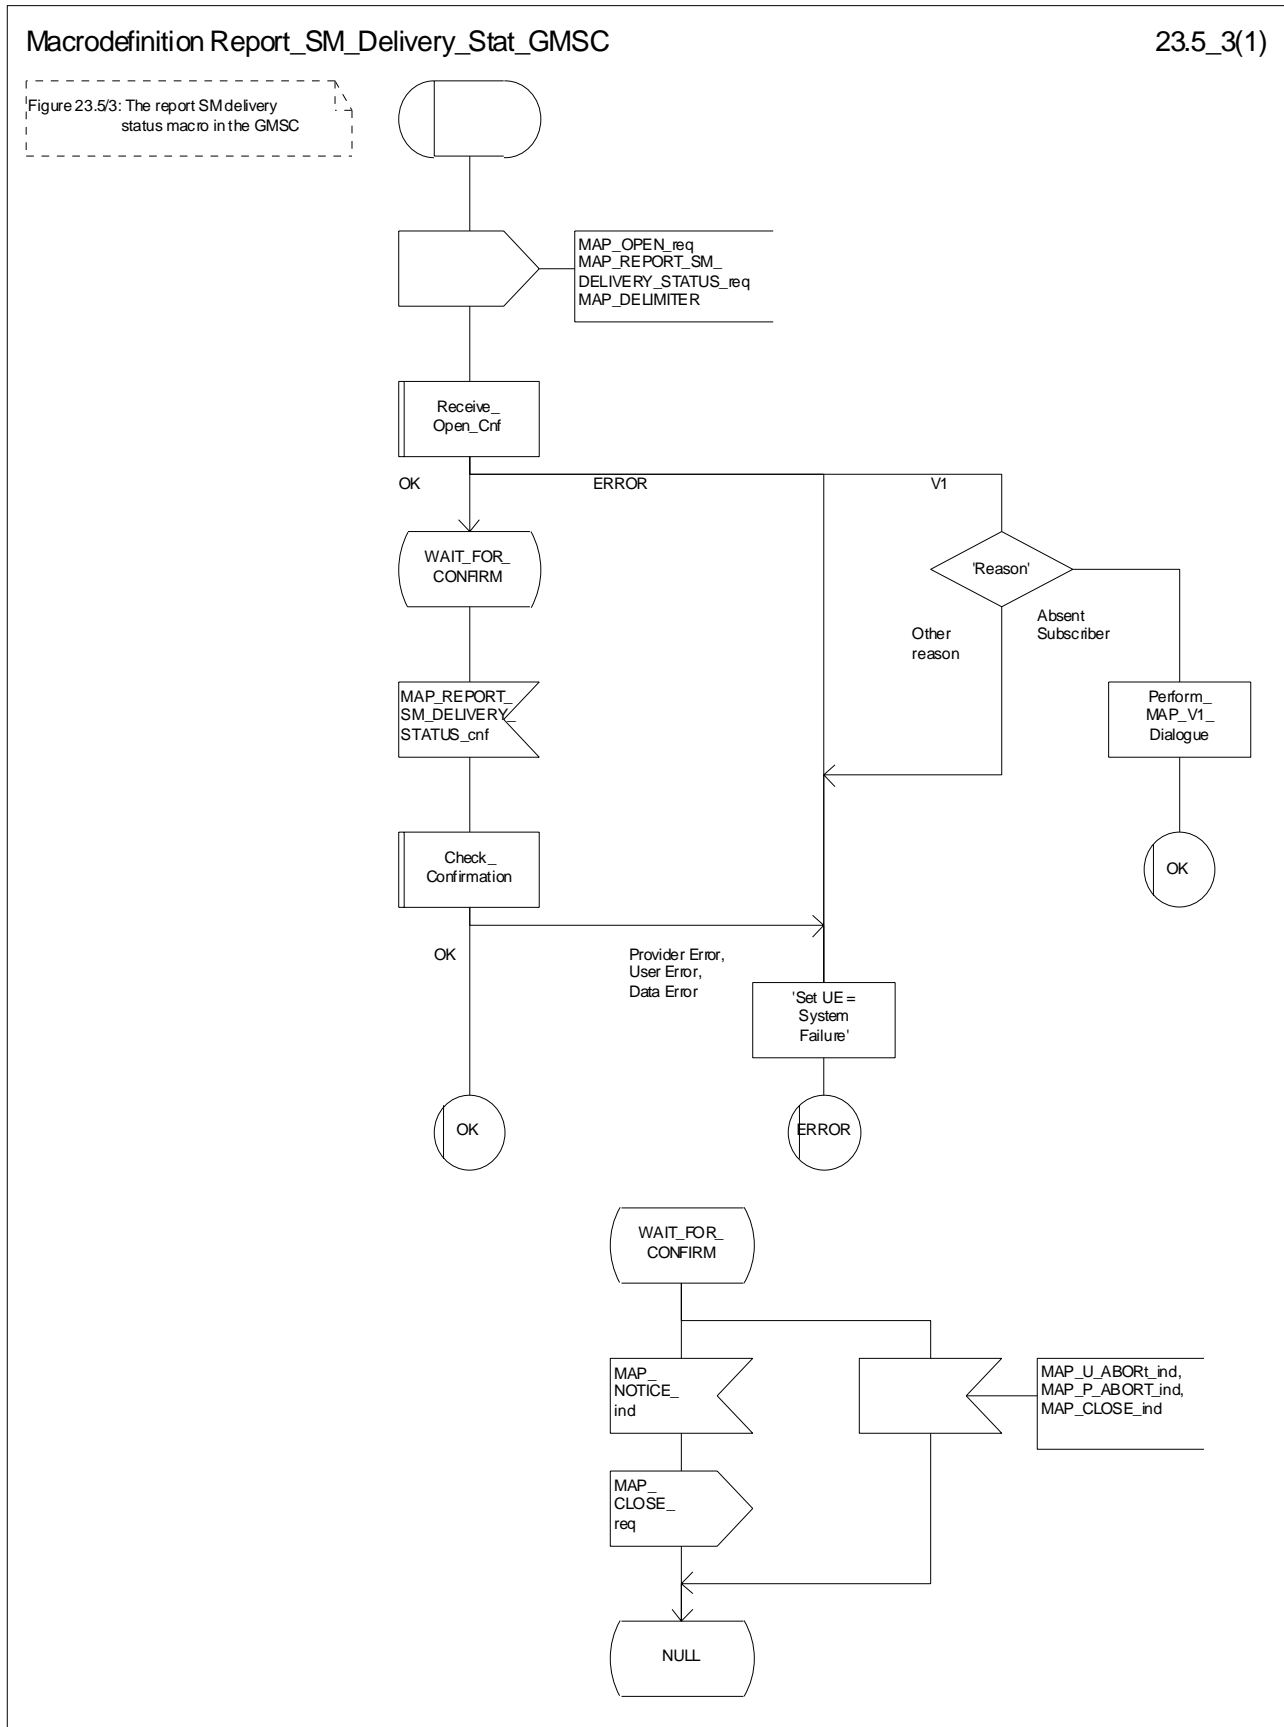 Macrodefinition Report_SM_Delivery_Stat_GMSC
23.5_3(1)
Figure 23.5/3: The report SM delivery
status macro in the GMSC
MAP_OPEN_req
MAP_REPORT_SM_
DELIVERY_STATUS_req
MAP_DELIMITER
Receive_
Open_Cnf
OK
ERROR
V1
WAIT_FOR_
CONFIRM
'Reason'
Other
reason
Absent
Subscriber
MAP_REPORT_
SM_DELIVERY_
STATUS_cnf
Perform_
MAP_V1_
Dialogue
Check_
Confirmation
OK
OK
Provider Error,
User Error,
Data Error
'Set UE =
System
Failure'
OK
ERROR
WAIT_FOR_
CONFIRM
MAP_
NOTICE_
ind
MAP_U_ABORt_ind,
MAP_P_ABORT_ind,
MAP_CLOSE_ind
MAP_
CLOSE_
req
NULL